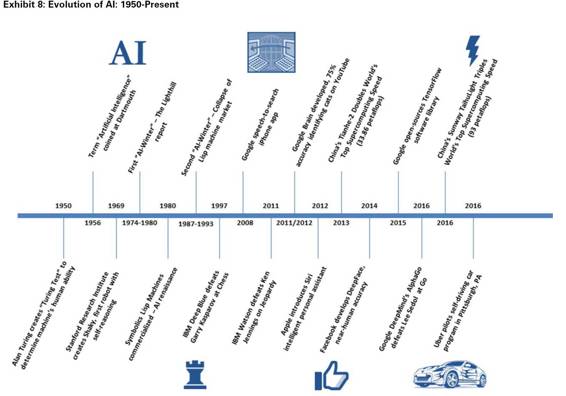 Exhibit 8: Evolution of AI: 1950-Present
AI
Term "Artificial Intelligence"
coined at Dartmouth
First "AI-Winter" – The Lighthill
report
Second "AI-Winter" – Collapse of
Lisp machine market
Google speech-to-search
iPhone app
Google Brain developed, 75%
accuracy identifying cats on YouTube
China's Tianhe-2 Doubles World's
Top Supercomputing Speed
(33.86 petaflops)
Google open-sources TensorFlow
software library
China's Sunway TaihuLight Triples
World's Top Supercomputing Speed
(93 petaflops)
1950 1969 1980 1997 2011 2012 2014 2016 2016
1956 1974-1980 1987-1993 2008 2011/2012 2013 2015 2016
Alan Turing creates "Turing Test" to
determine machine's human ability
Stanford Research Institute
creates Shaky, first robot with
self-reasoning
Symbolics Lisp Machines
commercialized – AI renaissance
IBM Deep Blue defeats
Garry Kasparov at Chess
IBM Watson defeats Ken
Jennings on Jeopardy
Apple introduces Siri
intelligent personal assistant
Facebook develops DeepFace,
near-human accuracy
Google DeepMind's AlphaGo
defeats Lee Sedol at Go
Uber pilots self-driving car
program in Pittsburgh, PA